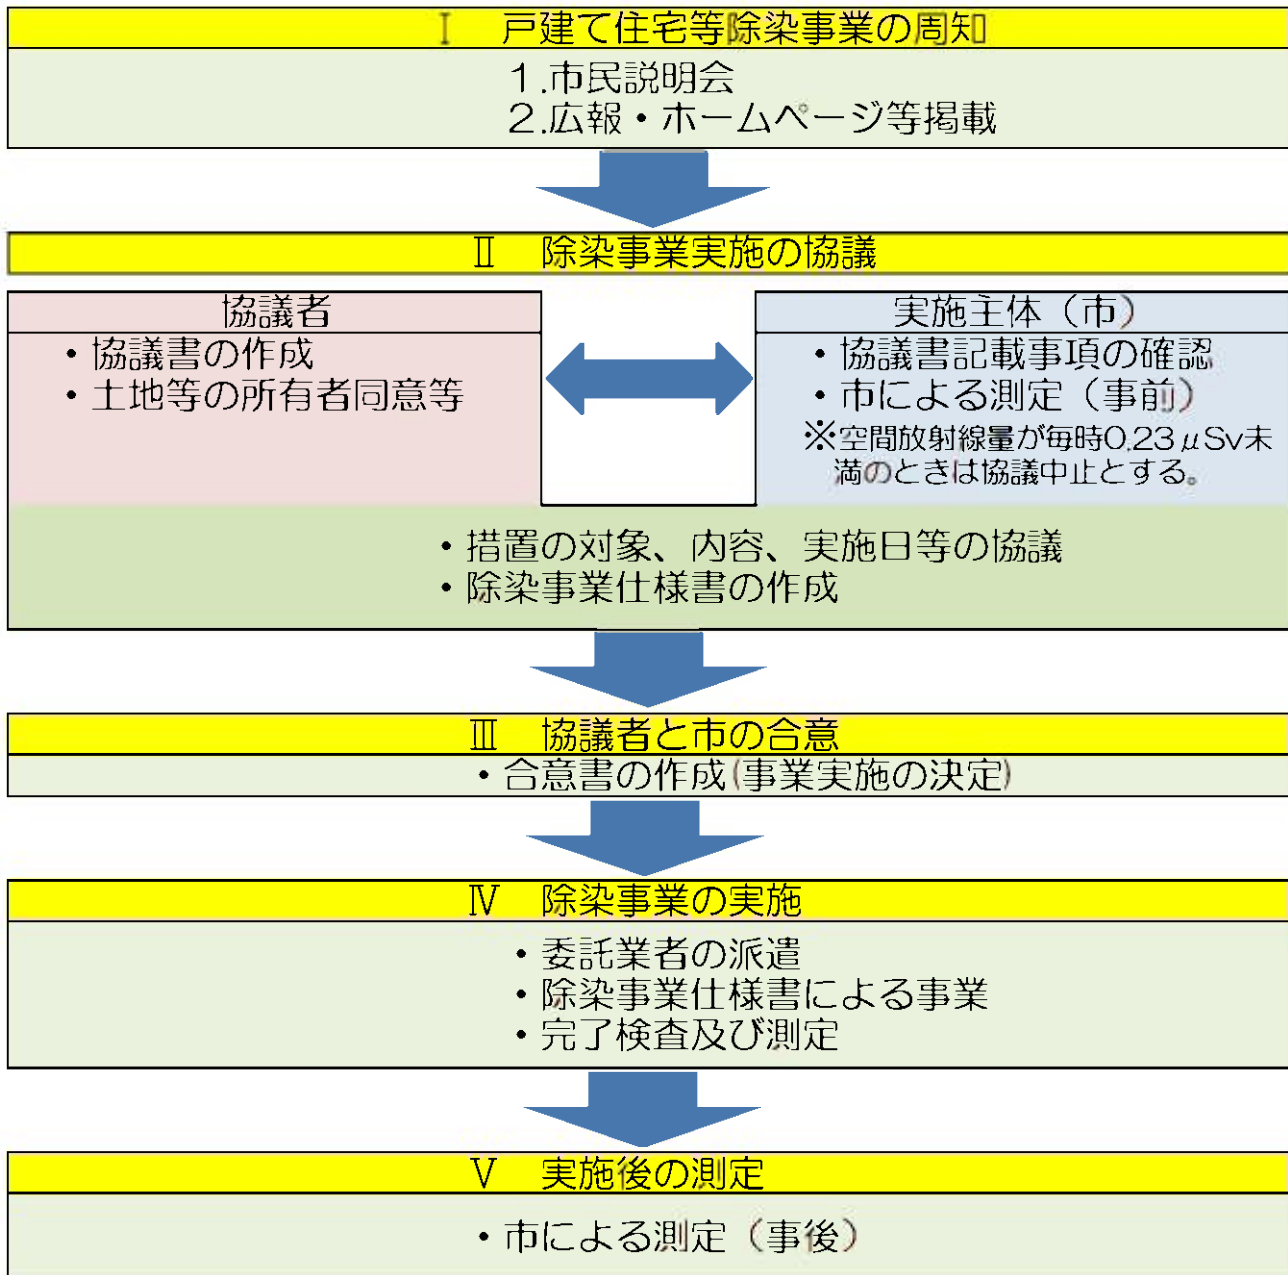 Ⅰ 戸建て住宅等除染事業の周知
1.市民説明会
2.広報・ホームページ等掲載
Ⅱ 除染事業実施の協議
協議者
・協議書の作成
・土地等の所有者同意等
実施主体（市）
・協議書記載事項の確認
・市による測定（事前）
※空間放射線量が毎時0.23μSv未
満のときは協議中止とする。
・措置の対象、内容、実施日等の協議
・除染事業仕様書の作成
Ⅲ 協議者と市の合意
・合意書の作成(事業実施の決定)
Ⅳ 除染事業の実施
・委託業者の派遣
・除染事業仕様書による事業
・完了検査及び測定
Ⅴ 実施後の測定
・市による測定（事後）